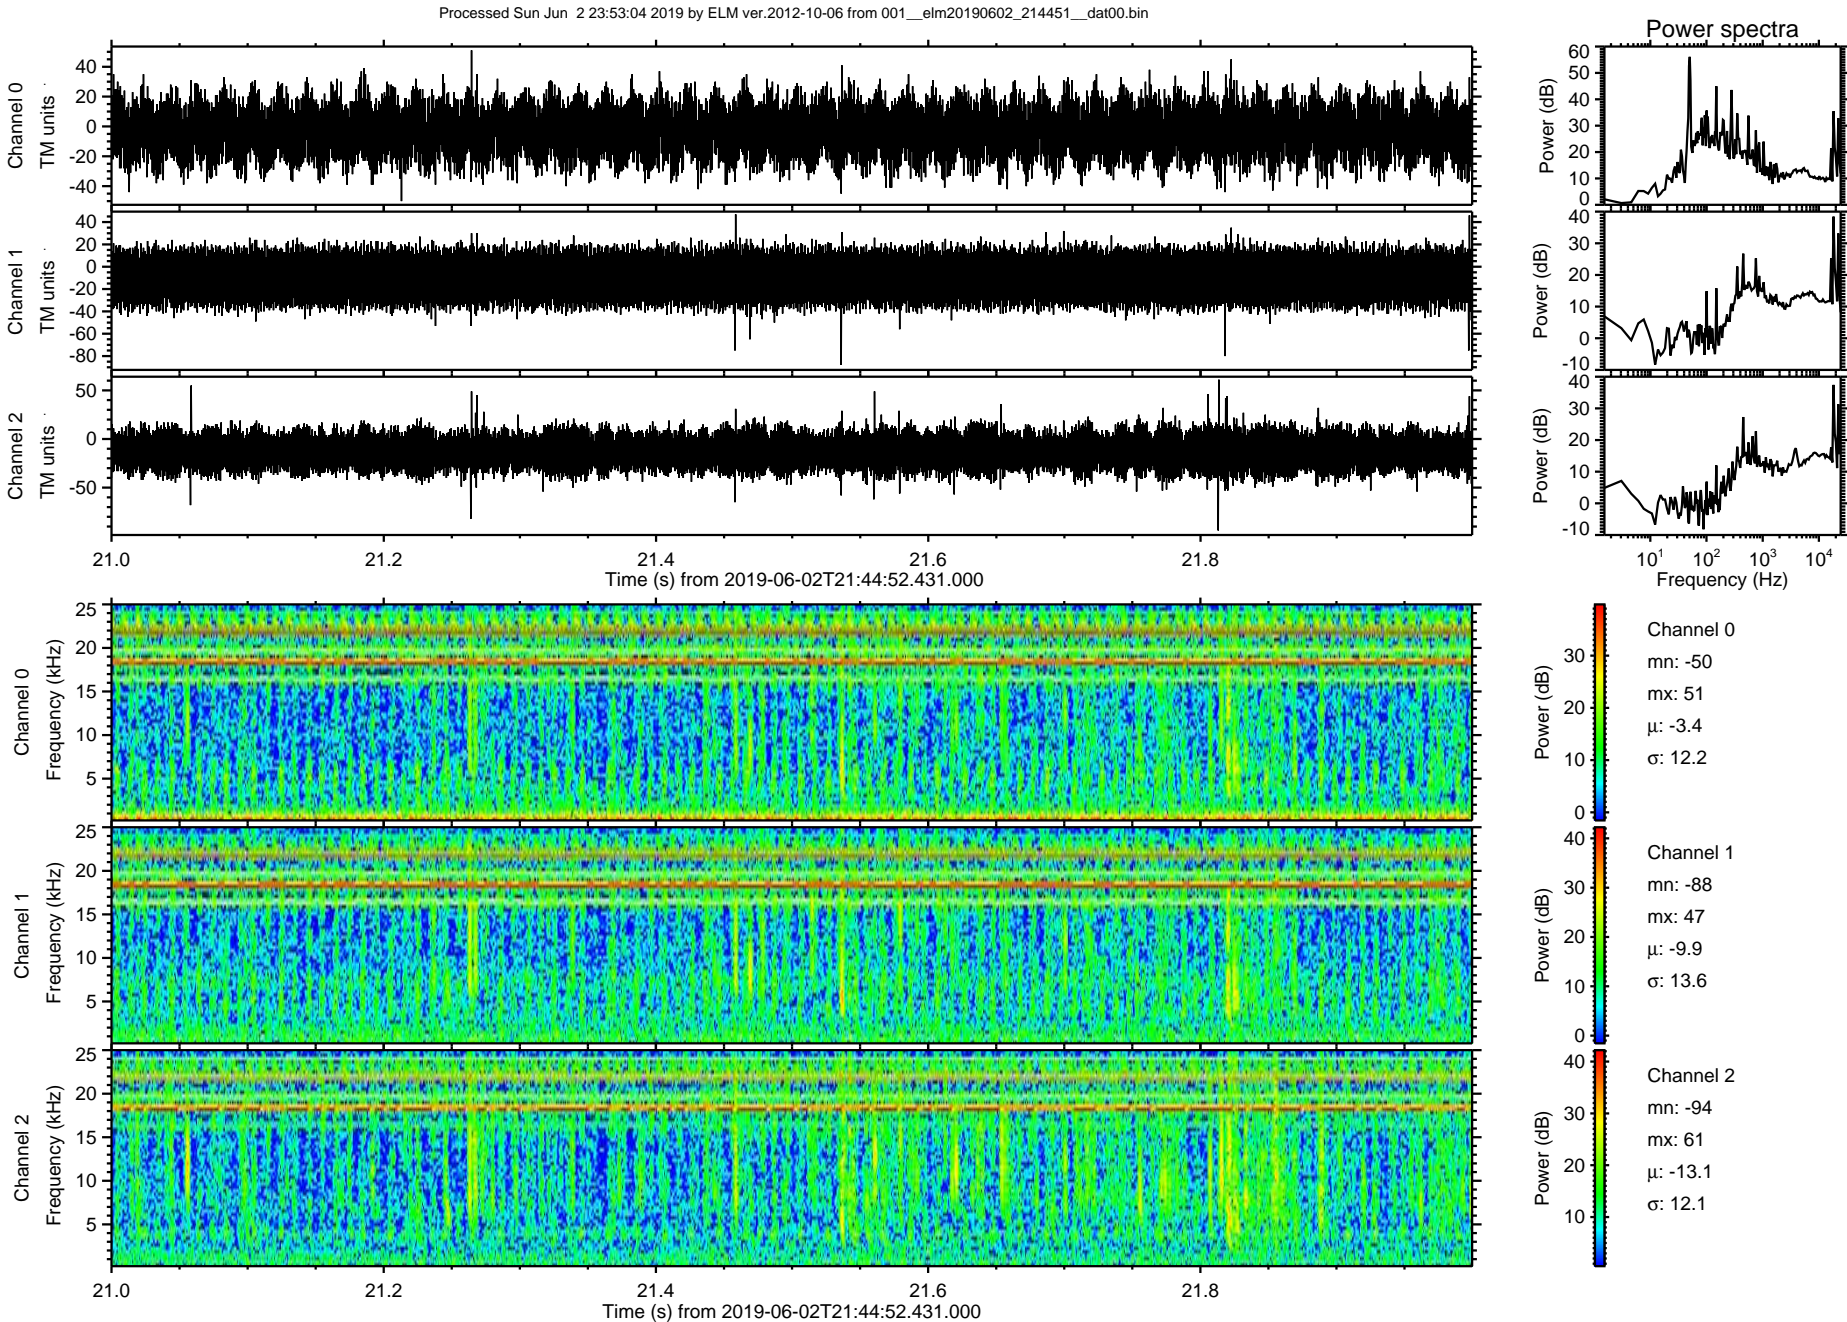 Processed Sun Jun 2 23:53:04 2019 by ELM ver.2012-10-06 from 001__elm20190602_214451__dat00.bin
Power spectra
Channel 0
TM units
40
20
0
-20
-40
Power (dB)
60
50
40
30
20
10
0
Channel 1
TM units
40
20
0
-20
-40
-60
-80
Power (dB)
40
30
20
10
0
-10
Channel 2
TM units
50
0
-50
Power (dB)
40
30
20
10
0
-10
21.0 21.2 21.4 21.6 21.8
Time (s) from 2019-06-02T21:44:52.431.000
10^1 10^2 10^3 10^4
Frequency (Hz)
Channel 0
Frequency (kHz)
25
20
15
10
5
Power (dB)
30
20
10
0
Channel 0
mn: -50
mx: 51
μ: -3.4
σ: 12.2
Channel 1
Frequency (kHz)
25
20
15
10
5
Power (dB)
40
30
20
10
0
Channel 1
mn: -88
mx: 47
μ: -9.9
σ: 13.6
Channel 2
Frequency (kHz)
25
20
15
10
5
Power (dB)
40
30
20
10
Channel 2
mn: -94
mx: 61
μ: -13.1
σ: 12.1
21.0 21.2 21.4 21.6 21.8
Time (s) from 2019-06-02T21:44:52.431.000